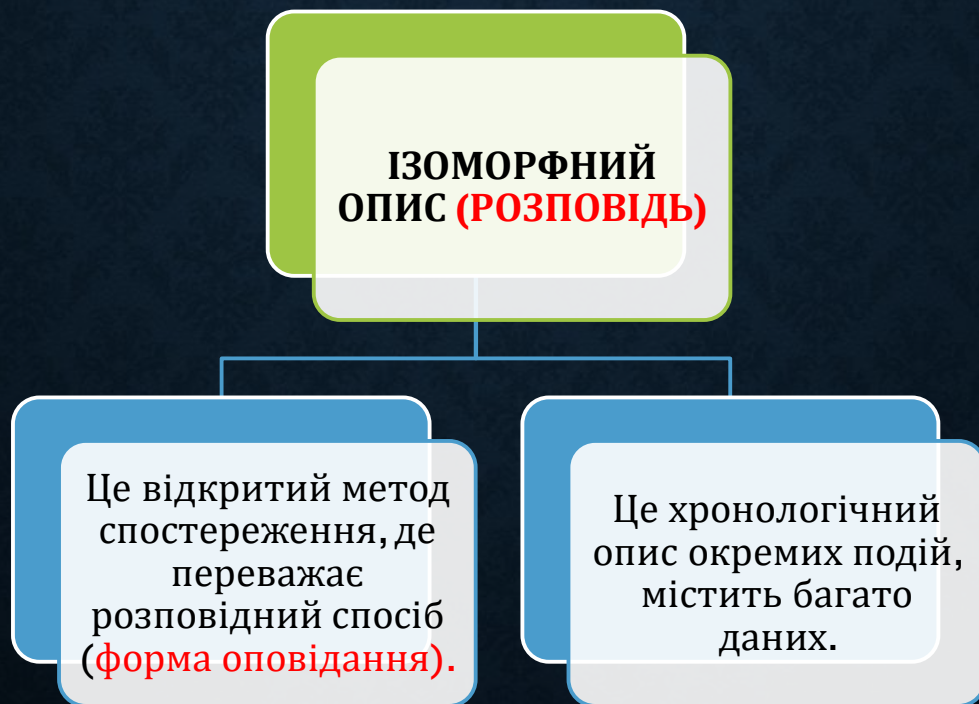 ІЗОМОРФНИЙ
ОПИС (РОЗПОВІДЬ)
Це відкритий метод
спостереження, де
переважає
розповідний спосіб
(форма оповідання).
Це хронологічний
опис окремих подій,
містить багато
даних.